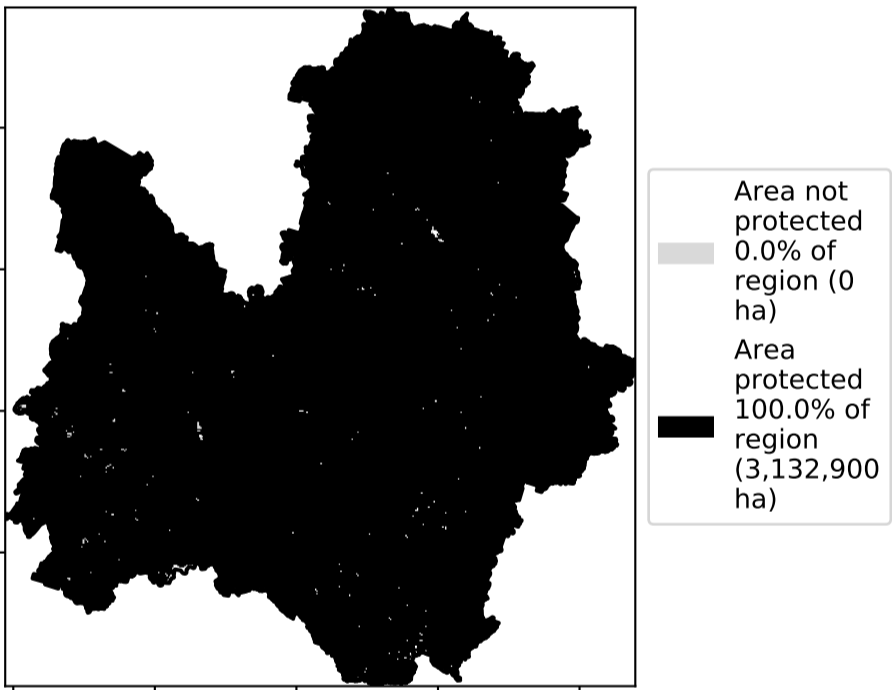 Area not
protected
0.0% of
region (0
ha)
Area
protected
100.0% of
region
(3,132,900
ha)